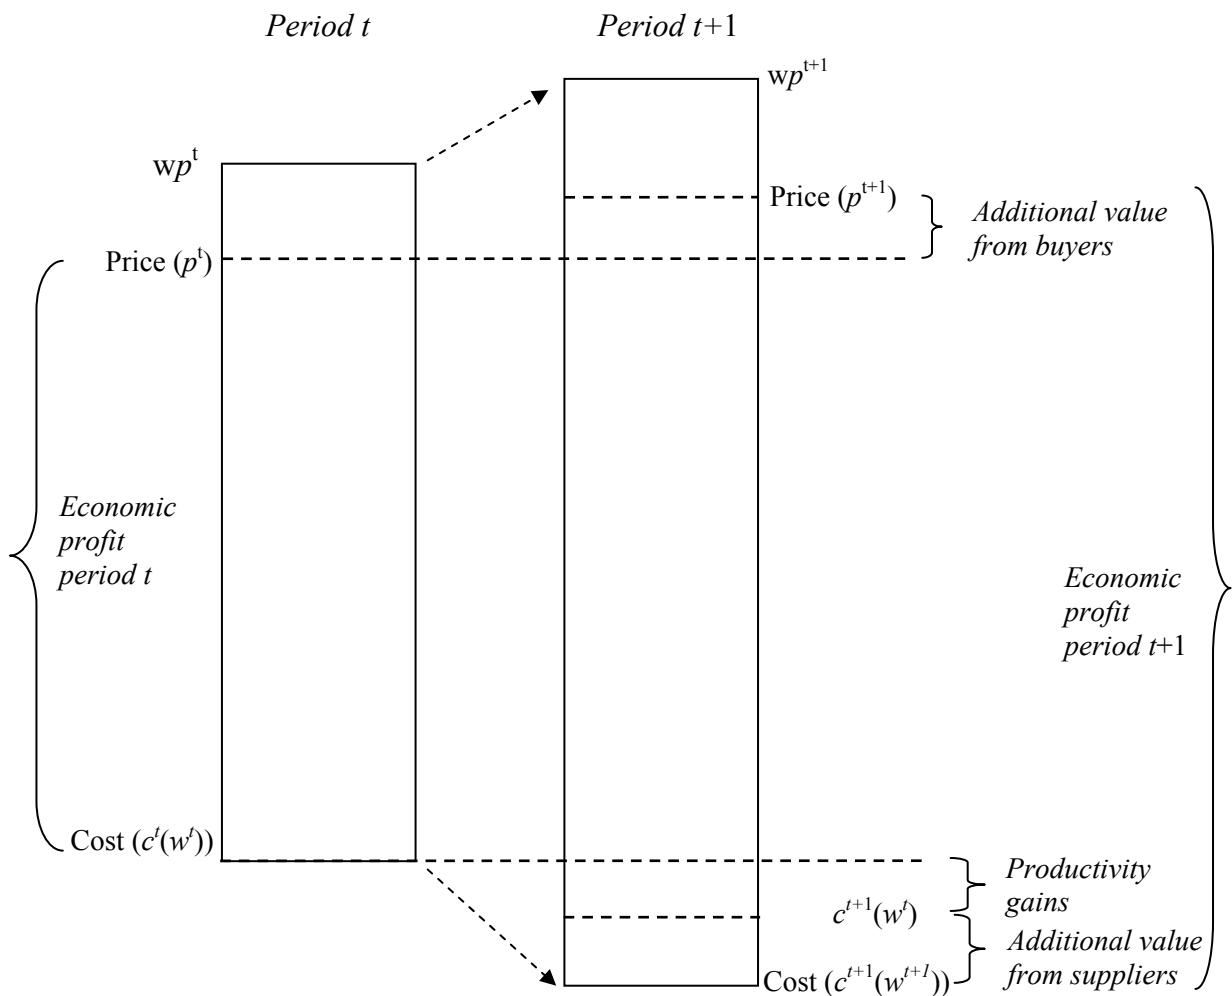 Period t
Period t+1
wp^{t+1}
wp^t
Price (p^{t+1})
Additional value
from buyers
Price (p^t)
Economic
profit
period t
Economic
profit
period t+1
Cost (c^t(w^t))
Productivity
gains
c^{t+1}(w^t)
Additional value
from suppliers
Cost (c^{t+1}(w^{t+1}))